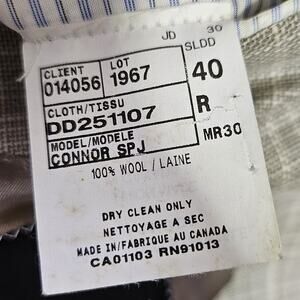 JD 30
SLDD
CLIENT LOT
014056 1967 40
CLOTH/TISSU
DD251107 R
MODEL/MODELE
CONNOR SPJ MR30
100% WOOL / LAINE
DRY CLEAN ONLY
NETTOYAGE A SEC
MADE IN/FABRIQUE AU CANADA
CA01103 RN91013